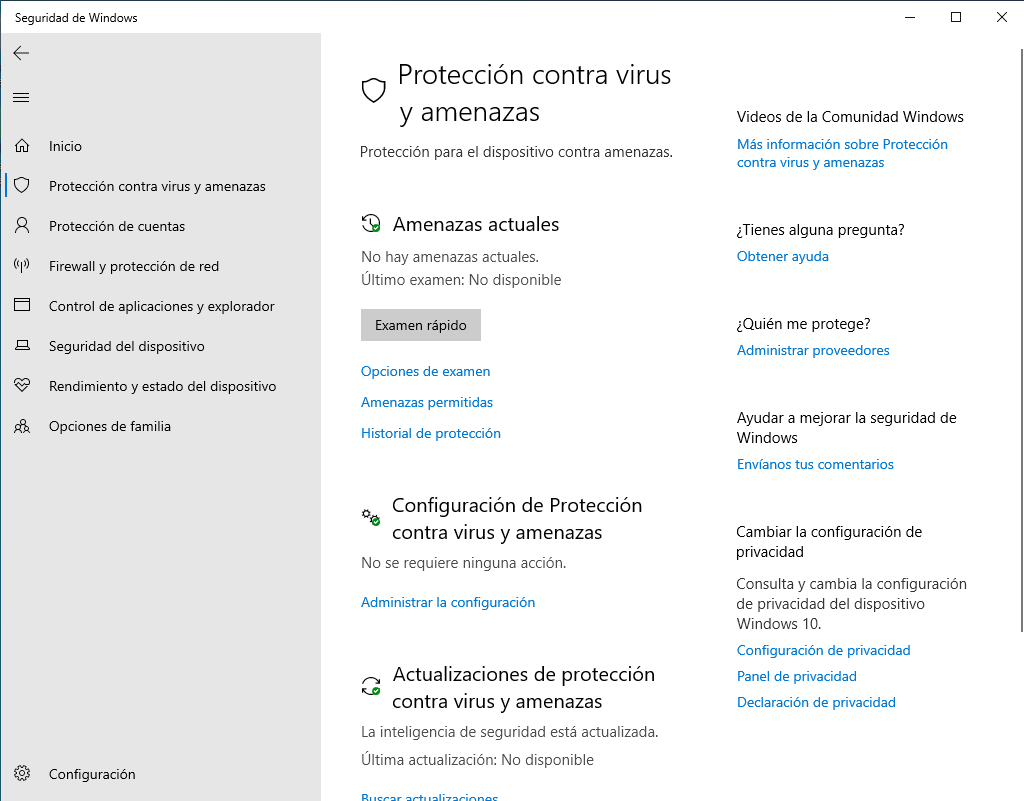 Seguridad de Windows
Inicio
Protección contra virus y amenazas
Protección de cuentas
Firewall y protección de red
Control de aplicaciones y explorador
Seguridad del dispositivo
Rendimiento y estado del dispositivo
Opciones de familia
Configuración
Protección contra virus
y amenazas
Protección para el dispositivo contra amenazas.
Amenazas actuales
No hay amenazas actuales.
Último examen: No disponible
Examen rápido
Opciones de examen
Amenazas permitidas
Historial de protección
Configuración de Protección
contra virus y amenazas
No se requiere ninguna acción.
Administrar la configuración
Actualizaciones de protección
contra virus y amenazas
La inteligencia de seguridad está actualizada.
Última actualización: No disponible
Buscar actualizaciones
Videos de la Comunidad Windows
Más información sobre Protección
contra virus y amenazas
¿Tienes alguna pregunta?
Obtener ayuda
¿Quién me protege?
Administrar proveedores
Ayudar a mejorar la seguridad de
Windows
Envíanos tus comentarios
Cambiar la configuración de
privacidad
Consulta y cambia la configuración
de privacidad del dispositivo
Windows 10.
Configuración de privacidad
Panel de privacidad
Declaración de privacidad